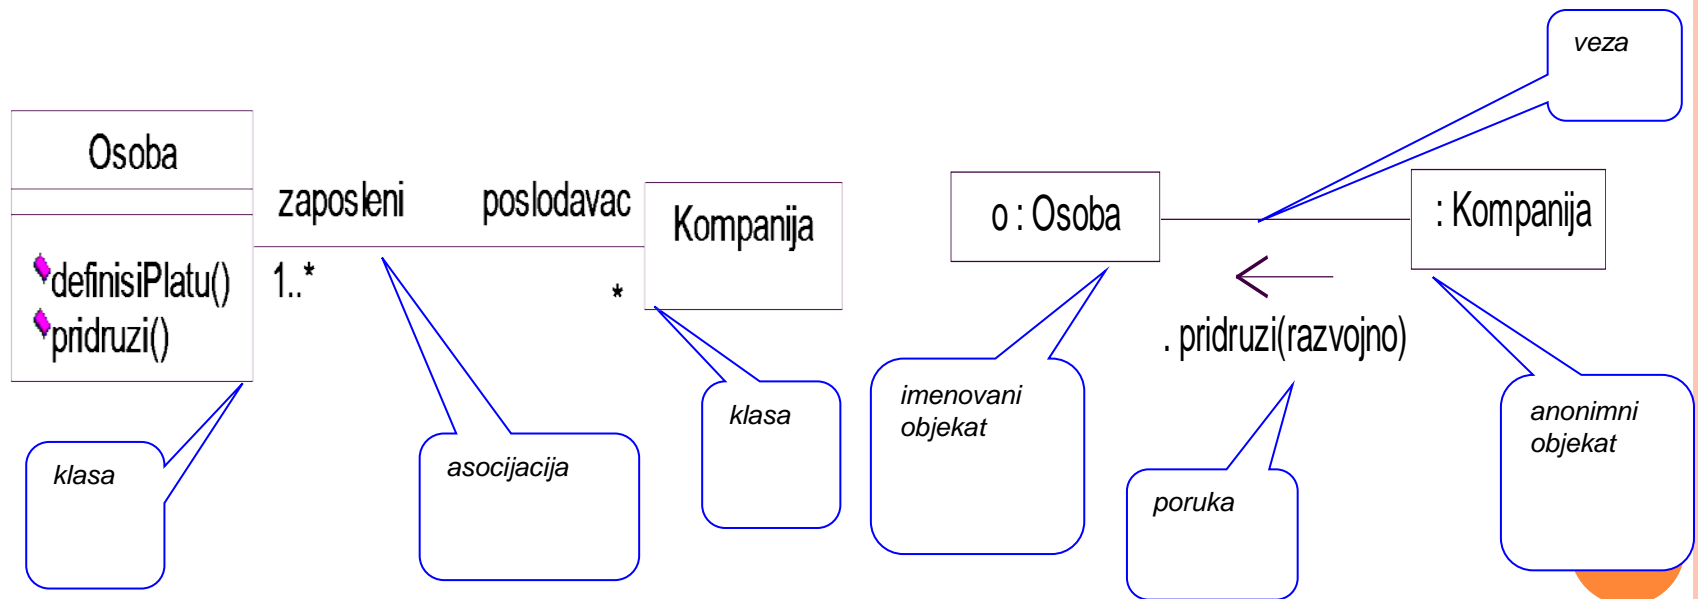 Osoba
definisiPlatu()
pridruzi()
zaposleni
poslodavac
1..*
*
Kompanija
klasa
asocijacija
klasa
veza
o : Osoba
: Kompanija
. pridruzi(razvojno)
imenovani
objekat
poruka
anonimni
objekat